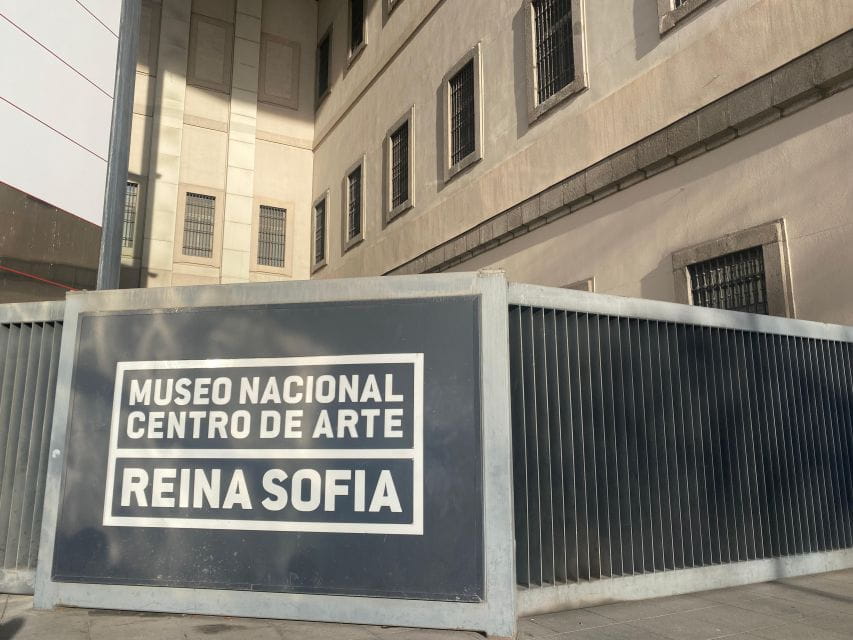 MUSEO NACIONAL
CENTRO DE ARTE
REINA SOFIA